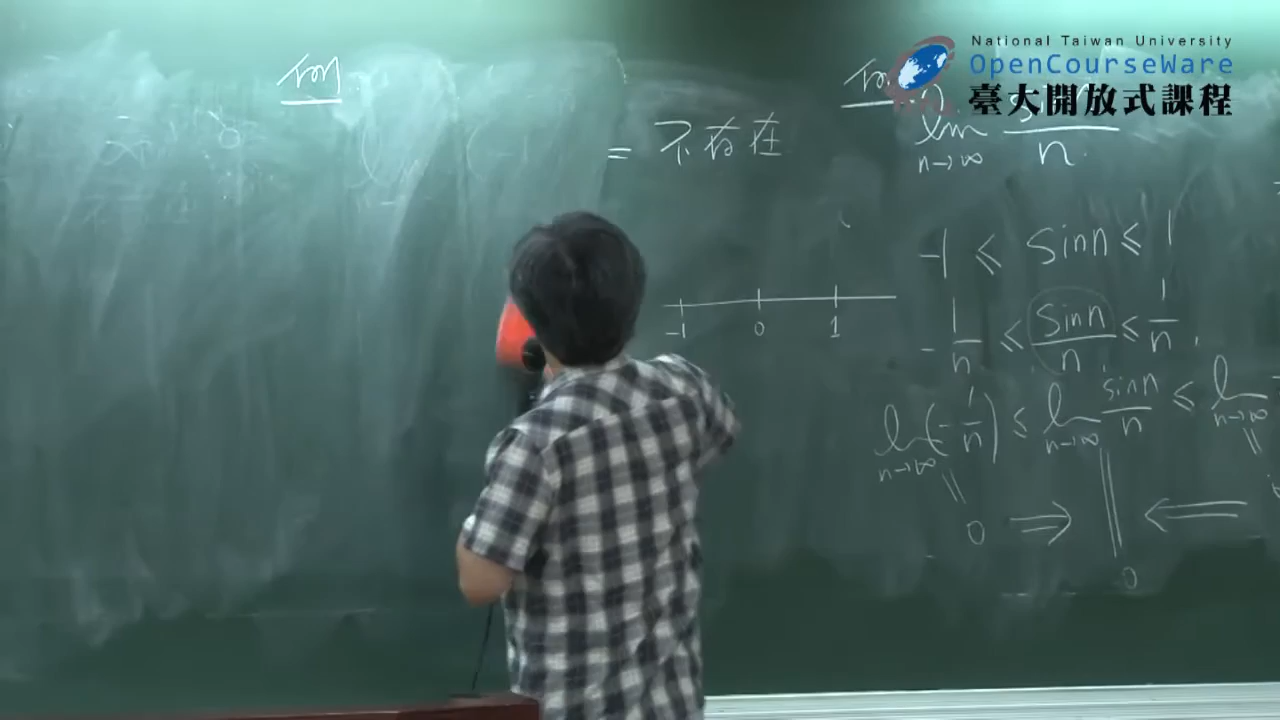 National Taiwan University
OpenCourseWare
臺大開放式課程
例
= 不存在
-1 0 1
例
lim n→∞ n
-1 ≤ sin n ≤ 1
-1/n ≤ sin n/n ≤ 1/n,
lim n→∞ (-1/n) ≤ lim n→∞ sin n/n ≤ lim n→∞
|| || ||
0 ⇒ ⇐
0